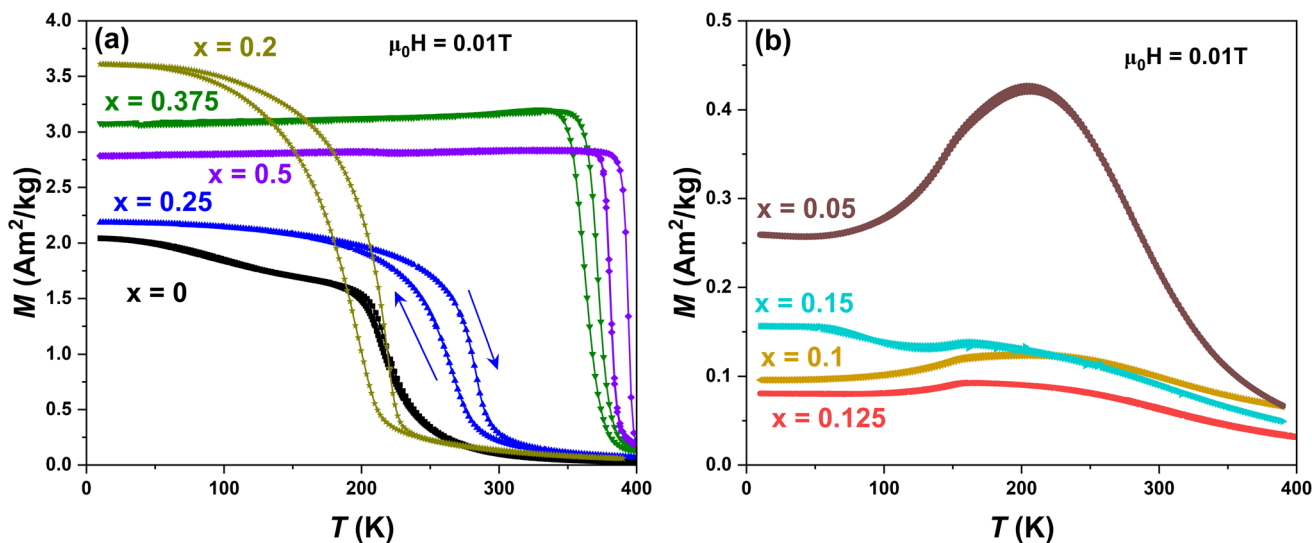 (a)
μ₀H = 0.01T
x = 0.2
x = 0.375
x = 0.5
x = 0.25
x = 0
M (Am²/kg)
4.0
3.5
3.0
2.5
2.0
1.5
1.0
0.5
0.0
0 100 200 300 400
T (K)
(b)
μ₀H = 0.01T
x = 0.05
x = 0.15
x = 0.1
x = 0.125
M (Am²/kg)
0.5
0.4
0.3
0.2
0.1
0.0
0 100 200 300 400
T (K)